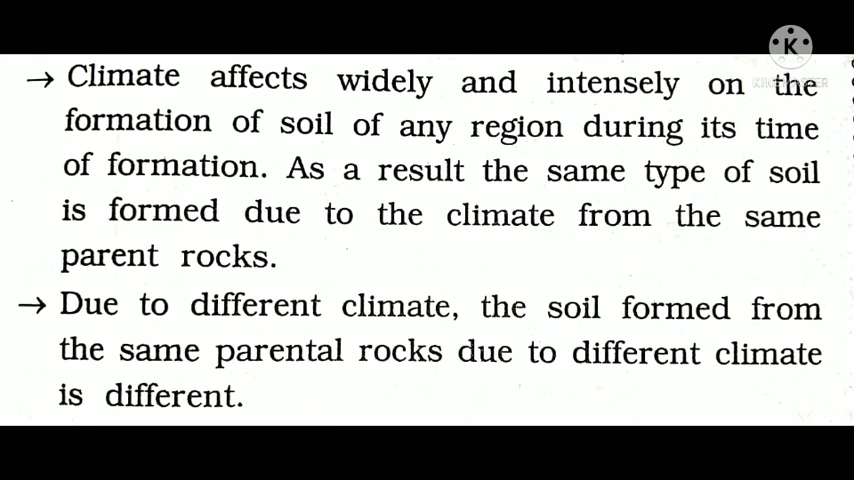 → Climate affects widely and intensely on the
formation of soil of any region during its time
of formation. As a result the same type of soil
is formed due to the climate from the same
parent rocks.
→ Due to different climate, the soil formed from
the same parental rocks due to different climate
is different.
K
KINEMASTER